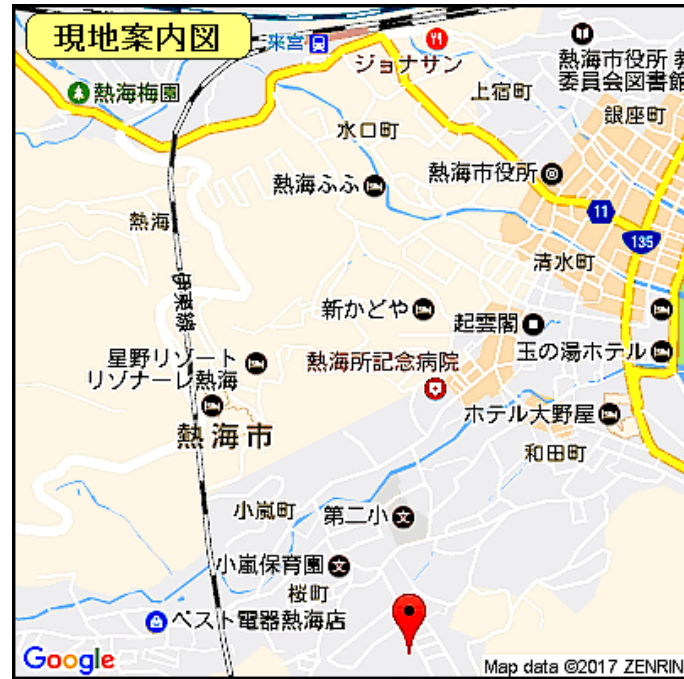 現地案内図
来宮
ジョナサン
熱海市役所 教
委員会図書館
熱海梅園
上宿町
銀座町
水口町
熱海ふふ
熱海市役所
11
135
熱海
清水町
伊東線
新かどや
起雲閣
星野リゾート
リゾナーレ熱海
熱海所記念病院
玉の湯ホテル
ホテル大野屋
熱海市
和田町
小嵐町
第二小
小嵐保育園
桜町
ベスト電器熱海店
Google
Map data ©2017 ZENRIN